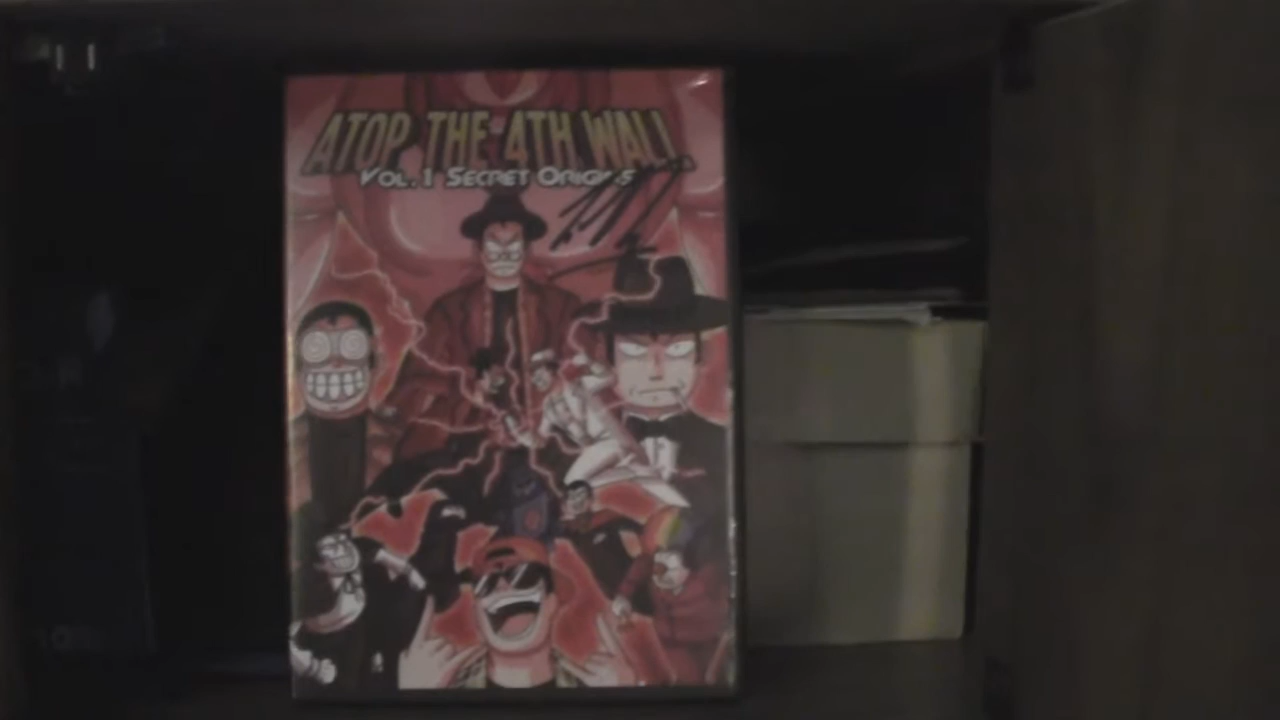 ATOP THE 4TH WALL
VOL. 1 SECRET ORIGINS